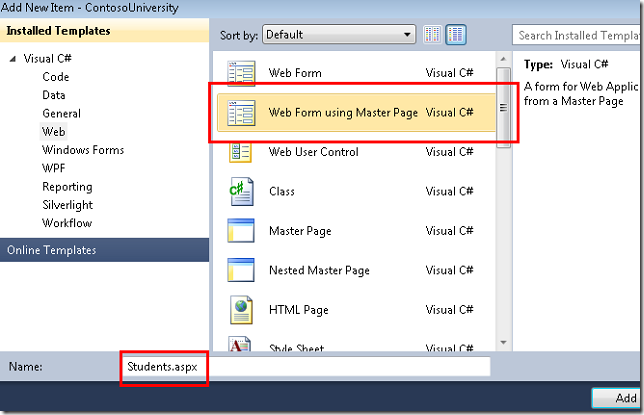 Add New Item - ContosoUniversity
Installed Templates
Visual C#
Code
Data
General
Web
Windows Forms
WPF
Reporting
Silverlight
Workflow
Online Templates
Sort by: Default
Search Installed Templa
Web Form Visual C#
Web Form using Master Page Visual C#
Web User Control Visual C#
Class Visual C#
Master Page Visual C#
Nested Master Page Visual C#
HTML Page Visual C#
Style Sheet Visual C#
Type: Visual C#
A form for Web Applic
from a Master Page
Name: Students.aspx
Add